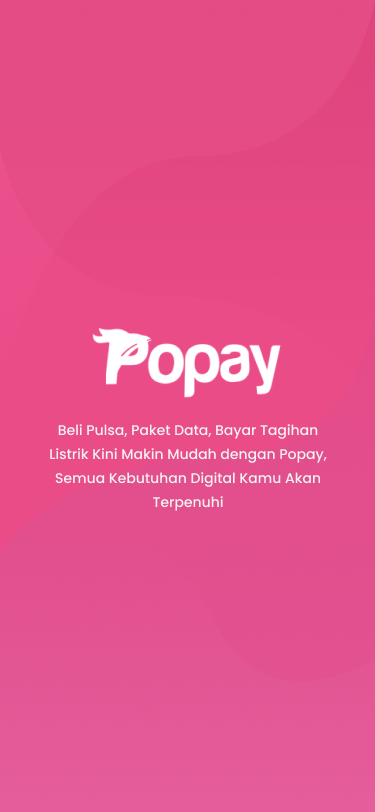 Popay
Beli Pulsa, Paket Data, Bayar Tagihan
Listrik Kini Makin Mudah dengan Popay,
Semua Kebutuhan Digital Kamu Akan
Terpenuhi